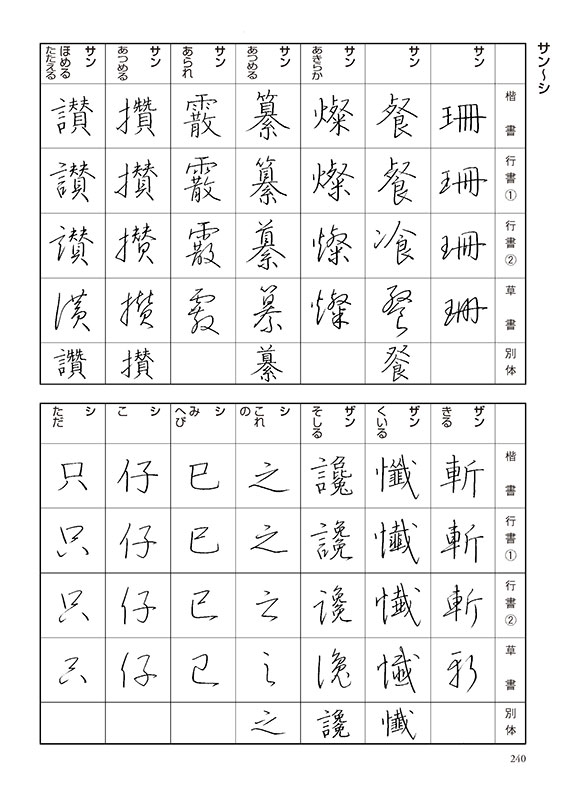 サン〜シ
楷書
行書①
行書②
草書
別体
サン
珊
珊
珊
珊
サン
餐
餐
飡
餐
餐
サン
あきらか
燦
燦
燦
燦
サン
あつめる
纂
纂
纂
纂
纂
サン
あられ
霰
霰
霰
霰
サン
あつめる
攢
攅
攅
攅
攅
サン
ほめる
たたえる
讃
讃
讃
讃
讚
楷書
行書①
行書②
草書
別体
ザン
きる
斬
斬
斬
斬
ザン
くいる
懺
懺
懺
懺
懺
ザン
そしる
讒
讒
讒
讒
讒
シ
これ
の
之
之
之
之
之
シ
み
へび
巳
巳
巳
巳
シ
こ
仔
仔
仔
仔
シ
ただ
只
只
只
只
240